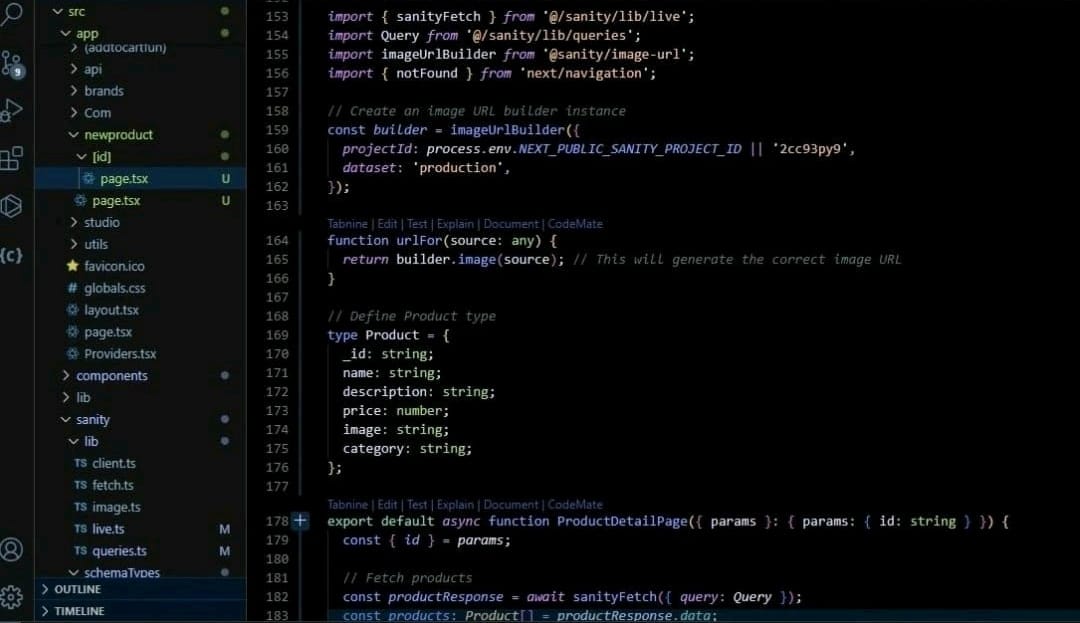 src
app
(addtocartfun)
api
brands
Com
newproduct
[id]
page.tsx U
page.tsx U
studio
utils
favicon.ico
# globals.css
layout.tsx
page.tsx
Providers.tsx
components
lib
sanity
lib
TS client.ts
TS fetch.ts
TS image.ts
TS live.ts M
TS queries.ts M
schemaTypes
OUTLINE
TIMELINE
9
{c}
153 import { sanityFetch } from '@/sanity/lib/live';
154 import Query from '@/sanity/lib/queries';
155 import imageUrlBuilder from '@sanity/image-url';
156 import { notFound } from 'next/navigation';
157
158 // Create an image URL builder instance
159 const builder = imageUrlBuilder({
160 projectId: process.env.NEXT_PUBLIC_SANITY_PROJECT_ID || '2cc93py9',
161 dataset: 'production',
162 });
163
Tabnine | Edit | Test | Explain | Document | CodeMate
164 function urlFor(source: any) {
165 return builder.image(source); // This will generate the correct image URL
166 }
167
168 // Define Product type
169 type Product = {
170 _id: string;
171 name: string;
172 description: string;
173 price: number;
174 image: string;
175 category: string;
176 };
177
Tabnine | Edit | Test | Explain | Document | CodeMate
178 export default async function ProductDetailPage({ params }: { params: { id: string } }) {
179 const { id } = params;
180
181 // Fetch products
182 const productResponse = await sanityFetch({ query: Query });
183 const products: Product[] = productResponse.data;